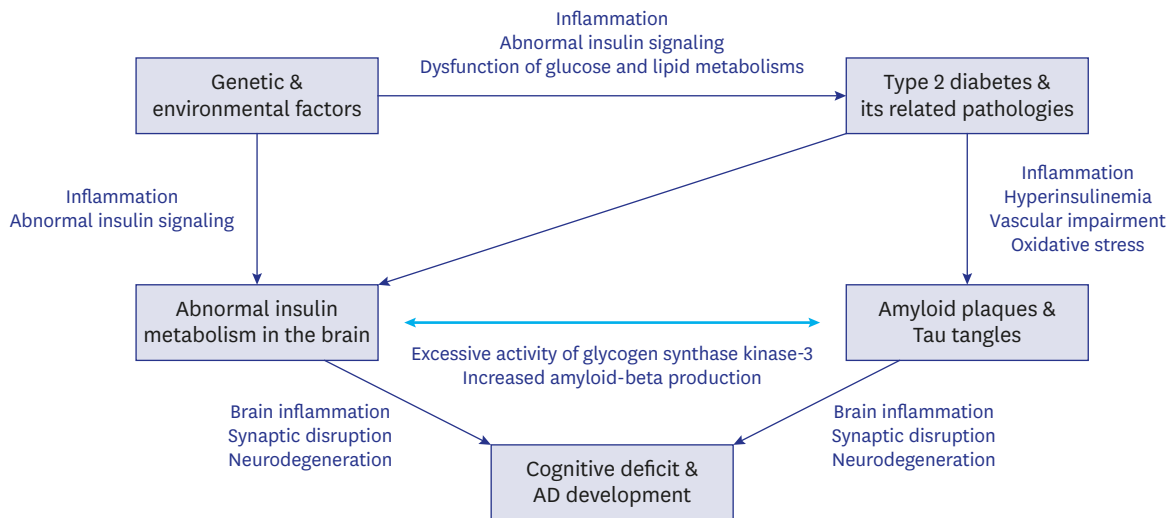 Inflammation
Abnormal insulin signaling
Dysfunction of glucose and lipid metabolisms
Genetic &
environmental factors
Type 2 diabetes &
its related pathologies
Inflammation
Abnormal insulin signaling
Inflammation
Hyperinsulinemia
Vascular impairment
Oxidative stress
Abnormal insulin
metabolism in the brain
Amyloid plaques &
Tau tangles
Excessive activity of glycogen synthase kinase-3
Increased amyloid-beta production
Brain inflammation
Synaptic disruption
Neurodegeneration
Brain inflammation
Synaptic disruption
Neurodegeneration
Cognitive deficit &
AD development